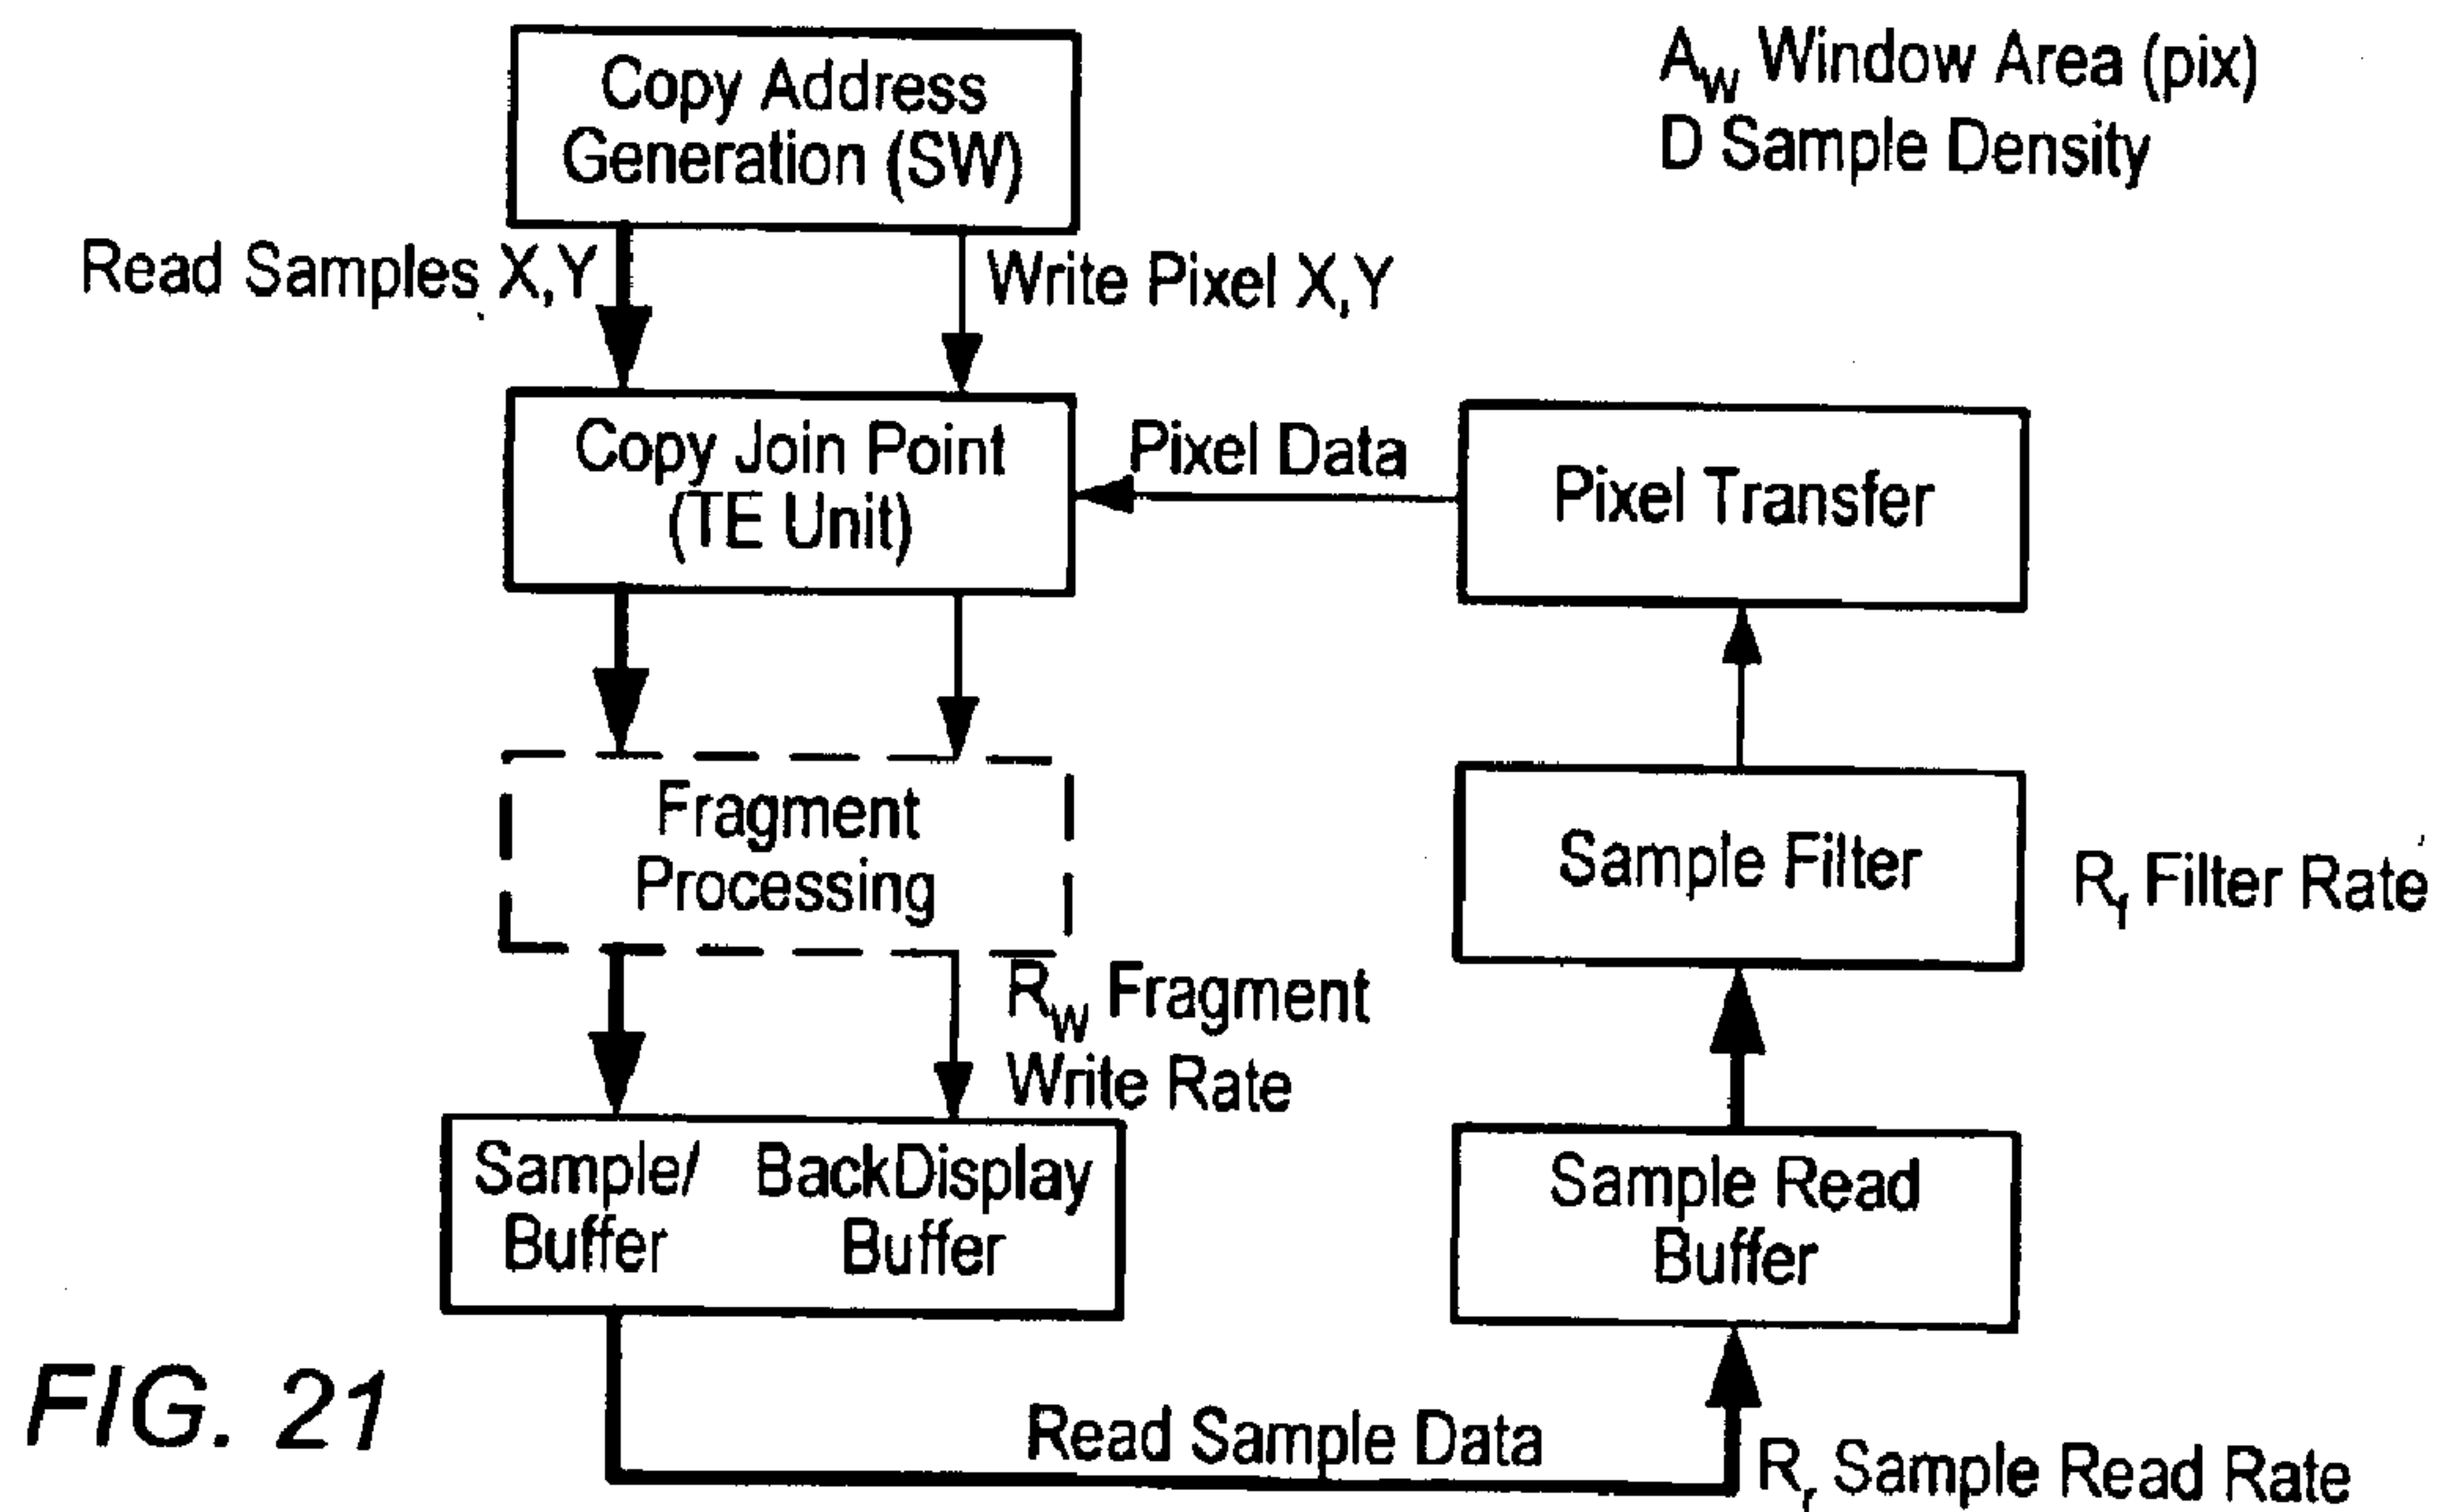 Copy Address
Generation (SW)
A_W Window Area (pix)
D Sample Density
Read Samples X,Y
Write Pixel X,Y
Copy Join Point
(TE Unit)
Pixel Data
Pixel Transfer
Fragment
Processing
Sample Filter
R_f Filter Rate
R_W Fragment
Write Rate
Sample/
Buffer
BackDisplay
Buffer
Sample Read
Buffer
Read Sample Data
R_r Sample Read Rate
FIG. 21